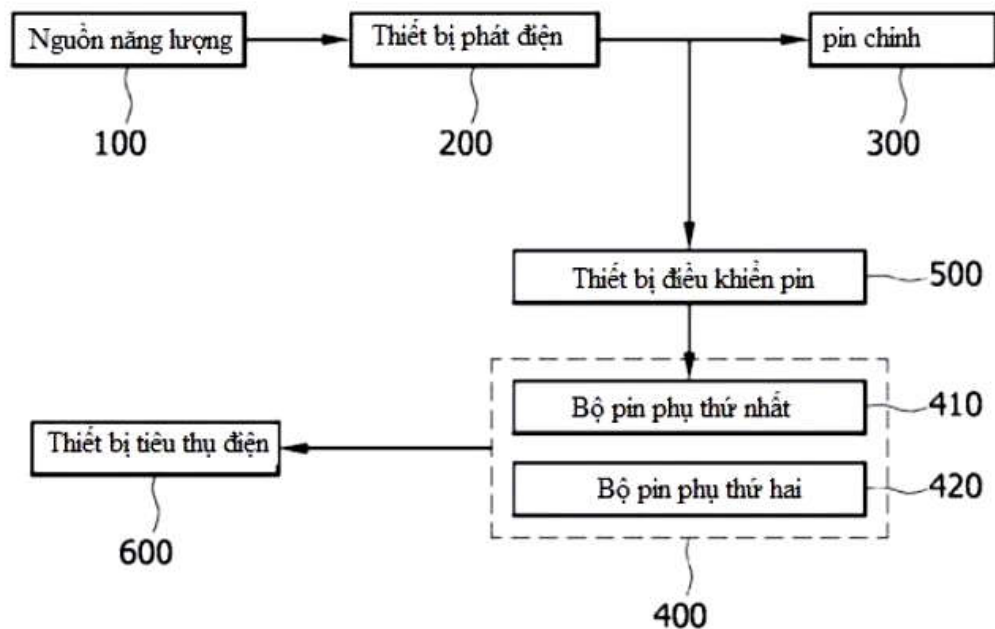 Nguồn năng lượng
Thiết bị phát điện
pin chính
100
200
300
Thiết bị điều khiển pin
500
Bộ pin phụ thứ nhất
410
Thiết bị tiêu thụ điện
Bộ pin phụ thứ hai
420
600
400